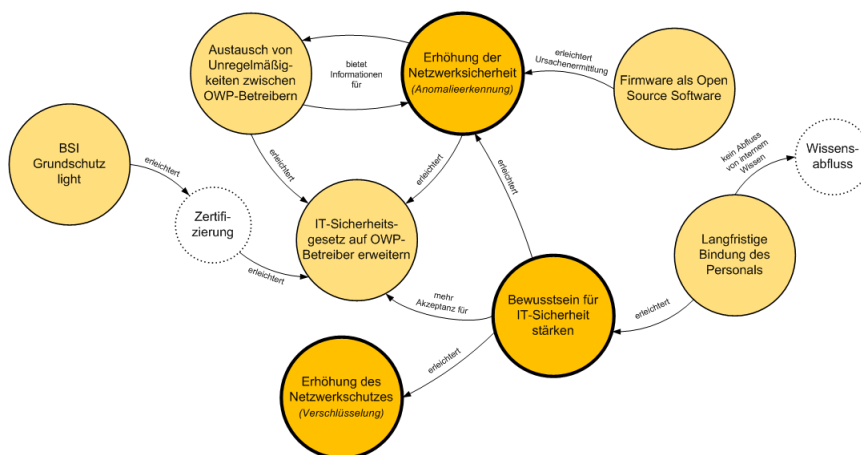 Austausch von
Unregelmäßig-
keiten zwischen
OWP-Betreibern
bietet
Informationen
für
Erhöhung der
Netzwerksicherheit
(Anomalieerkennung)
erleichtert
Ursachenermittlung
Firmware als Open
Source Software
BSI
Grundschutz
light
erleichtert
Zertifi-
zierung
erleichtert
erleichtert
erleichtert
IT-Sicherheits-
gesetz auf OWP-
Betreiber erweitern
erleichtert
kein Abfluss
von internem
Wissen
Wissens-
abfluss
Langfristige
Bindung des
Personals
erleichtert
mehr
Akzeptanz für
Bewusstsein für
IT-Sicherheit
stärken
erleichtert
Erhöhung des
Netzwerkschutzes
(Verschlüsselung)